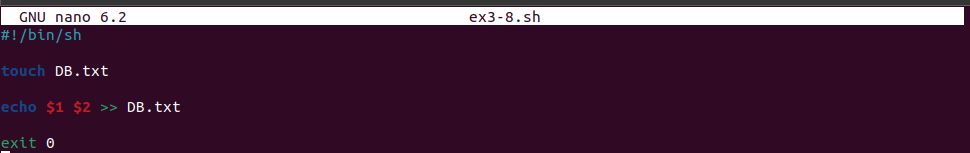 GNU nano 6.2 ex3-8.sh
#!/bin/sh
touch DB.txt
echo $1 $2 >> DB.txt
exit 0